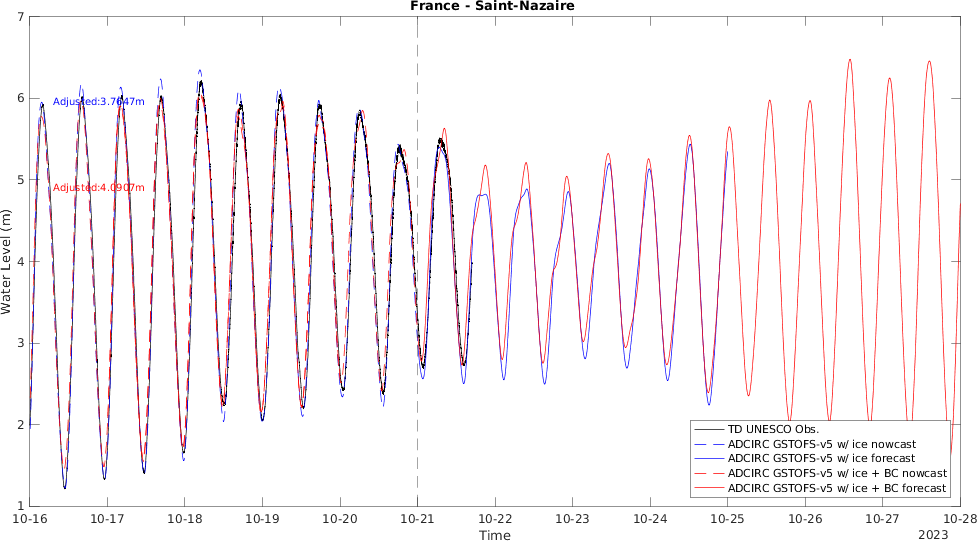 France - Saint-Nazaire
7
6
5
4
3
2
1
Water Level (m)
Adjusted:3.7647m
Adjusted:4.0907m
TD UNESCO Obs.
ADCIRC GSTOFS-v5 w/ ice nowcast
ADCIRC GSTOFS-v5 w/ ice forecast
ADCIRC GSTOFS-v5 w/ ice + BC nowcast
ADCIRC GSTOFS-v5 w/ ice + BC forecast
10-16 10-17 10-18 10-19 10-20 10-21 10-22 10-23 10-24 10-25 10-26 10-27 10-28
Time
2023